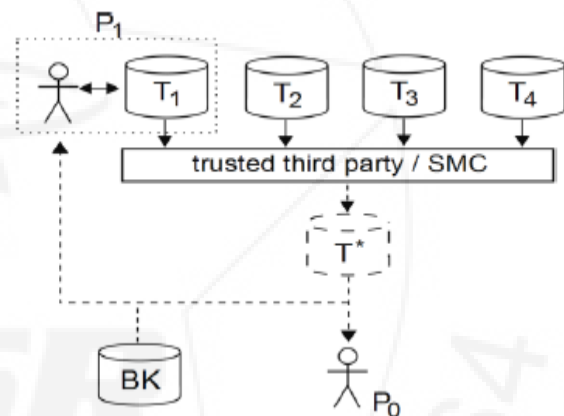 P₁
T₁ T₂ T₃ T₄
trusted third party / SMC
T*
BK
P₀